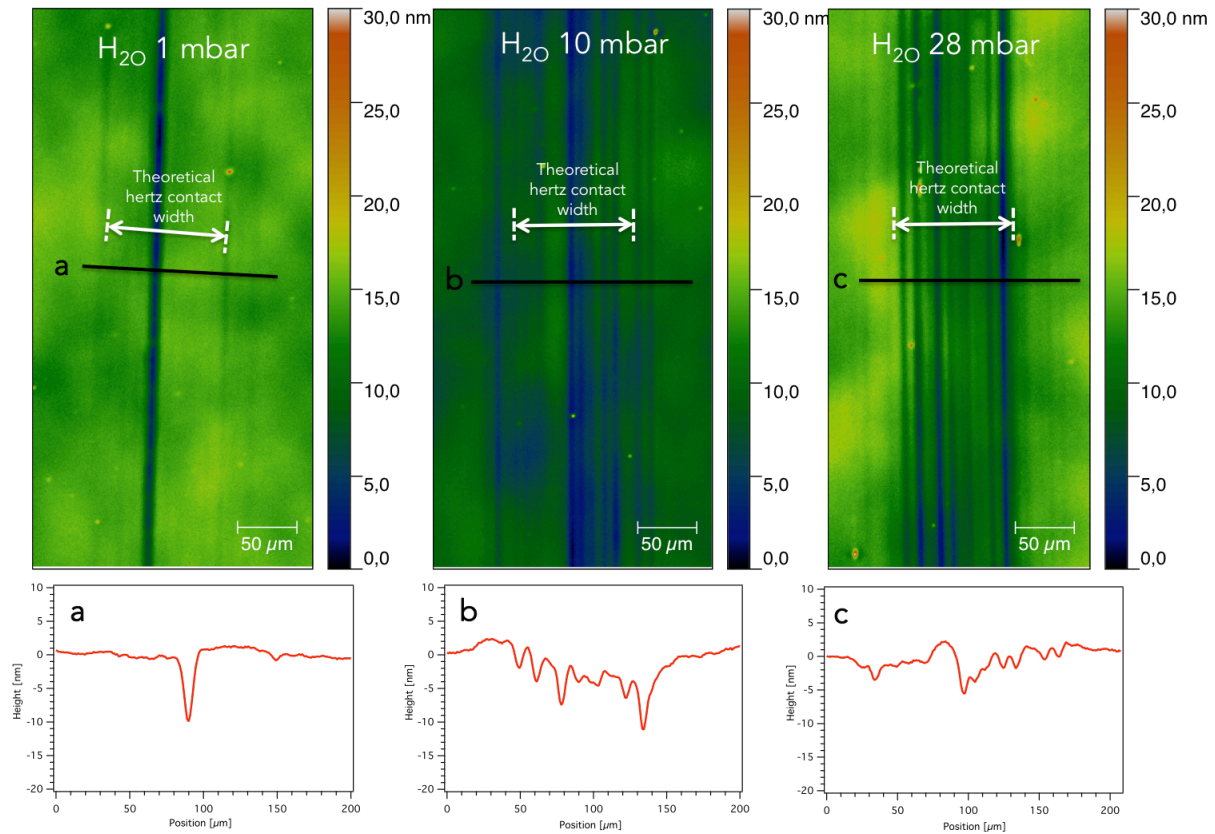 H2O 1 mbar
30,0 nm
25,0
20,0
15,0
10,0
5,0
0,0
Theoretical
hertz contact
width
a
50 µm
H2O 10 mbar
30,0 nm
25,0
20,0
15,0
10,0
5,0
0,0
Theoretical
hertz contact
width
b
50 µm
H2O 28 mbar
30,0 nm
25,0
20,0
15,0
10,0
5,0
0,0
Theoretical
hertz contact
width
c
50 µm
a
10
5
0
-5
-10
-15
-20
Height [nm]
0 50 100 150 200
Position [µm]
b
10
5
0
-5
-10
-15
-20
Height [nm]
0 50 100 150 200
Position [µm]
c
10
5
0
-5
-10
-15
-20
Height [nm]
0 50 100 150 200
Position [µm]